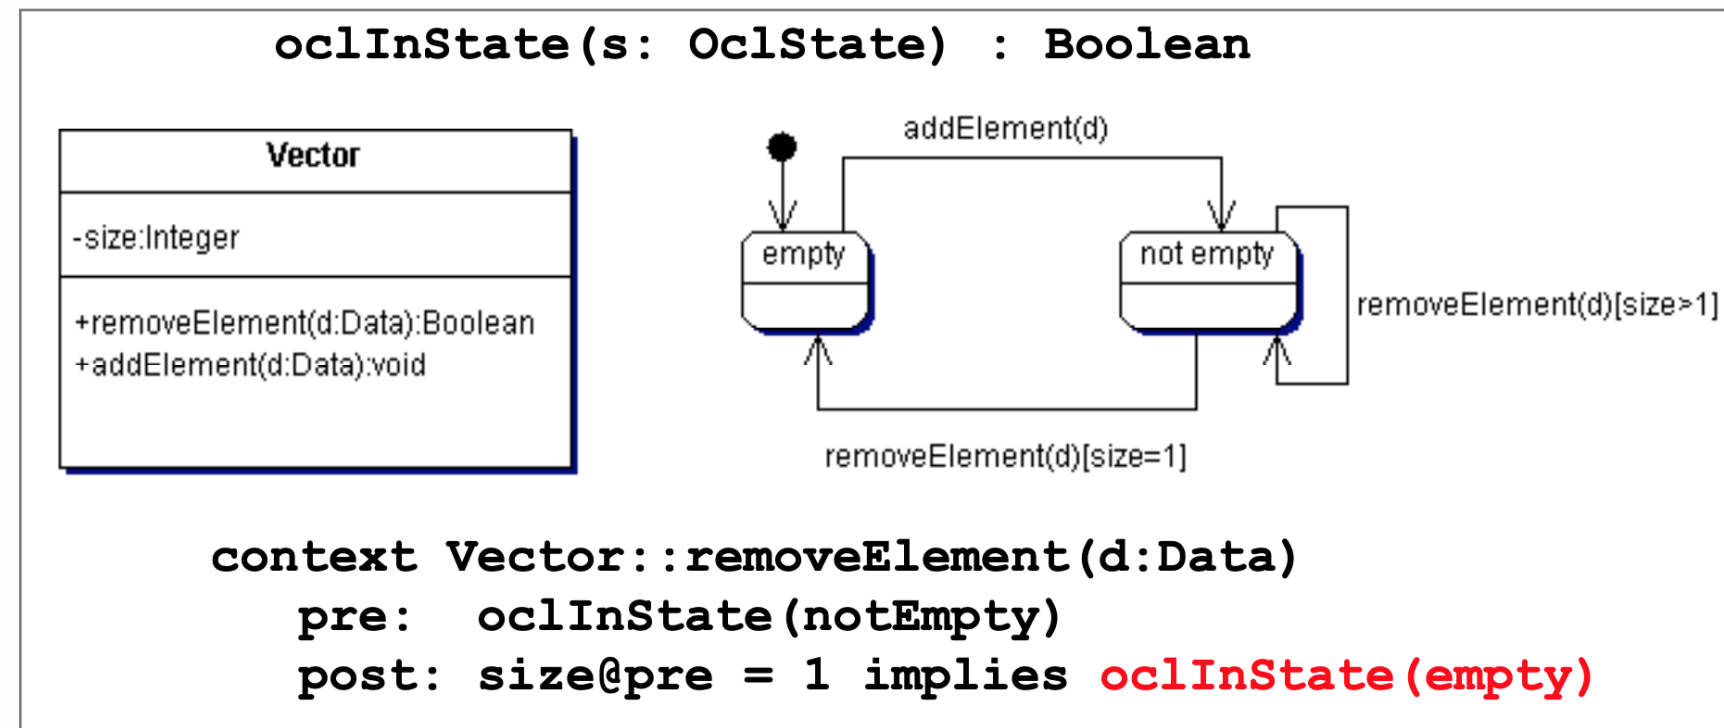 oclInState(s: OclState) : Boolean
Vector
-size:Integer
+removeElement(d:Data):Boolean
+addElement(d:Data):void
addElement(d)
empty
not empty
removeElement(d)[size>1]
removeElement(d)[size=1]
context Vector::removeElement(d:Data)
pre: oclInState(notEmpty)
post: size@pre = 1 implies oclInState(empty)